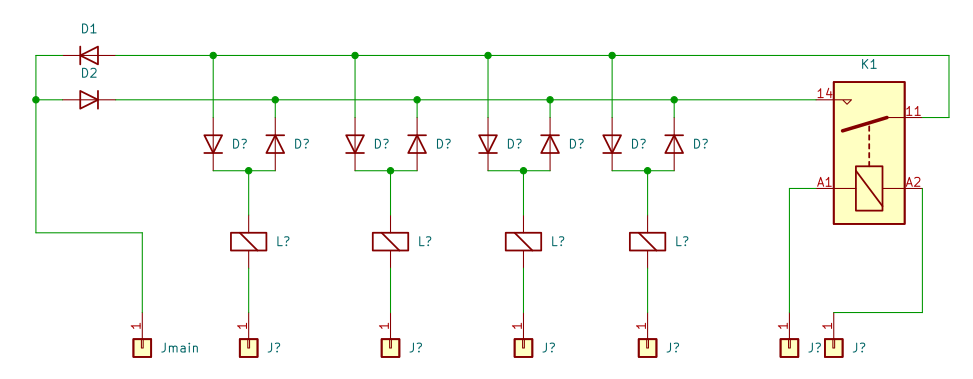 D1
D2
K1
14
11
D? D? D? D? D? D? D? D?
A1 A2
L? L? L? L?
1 1 1 1 1 1 1
Jmain J? J? J? J? J? J?